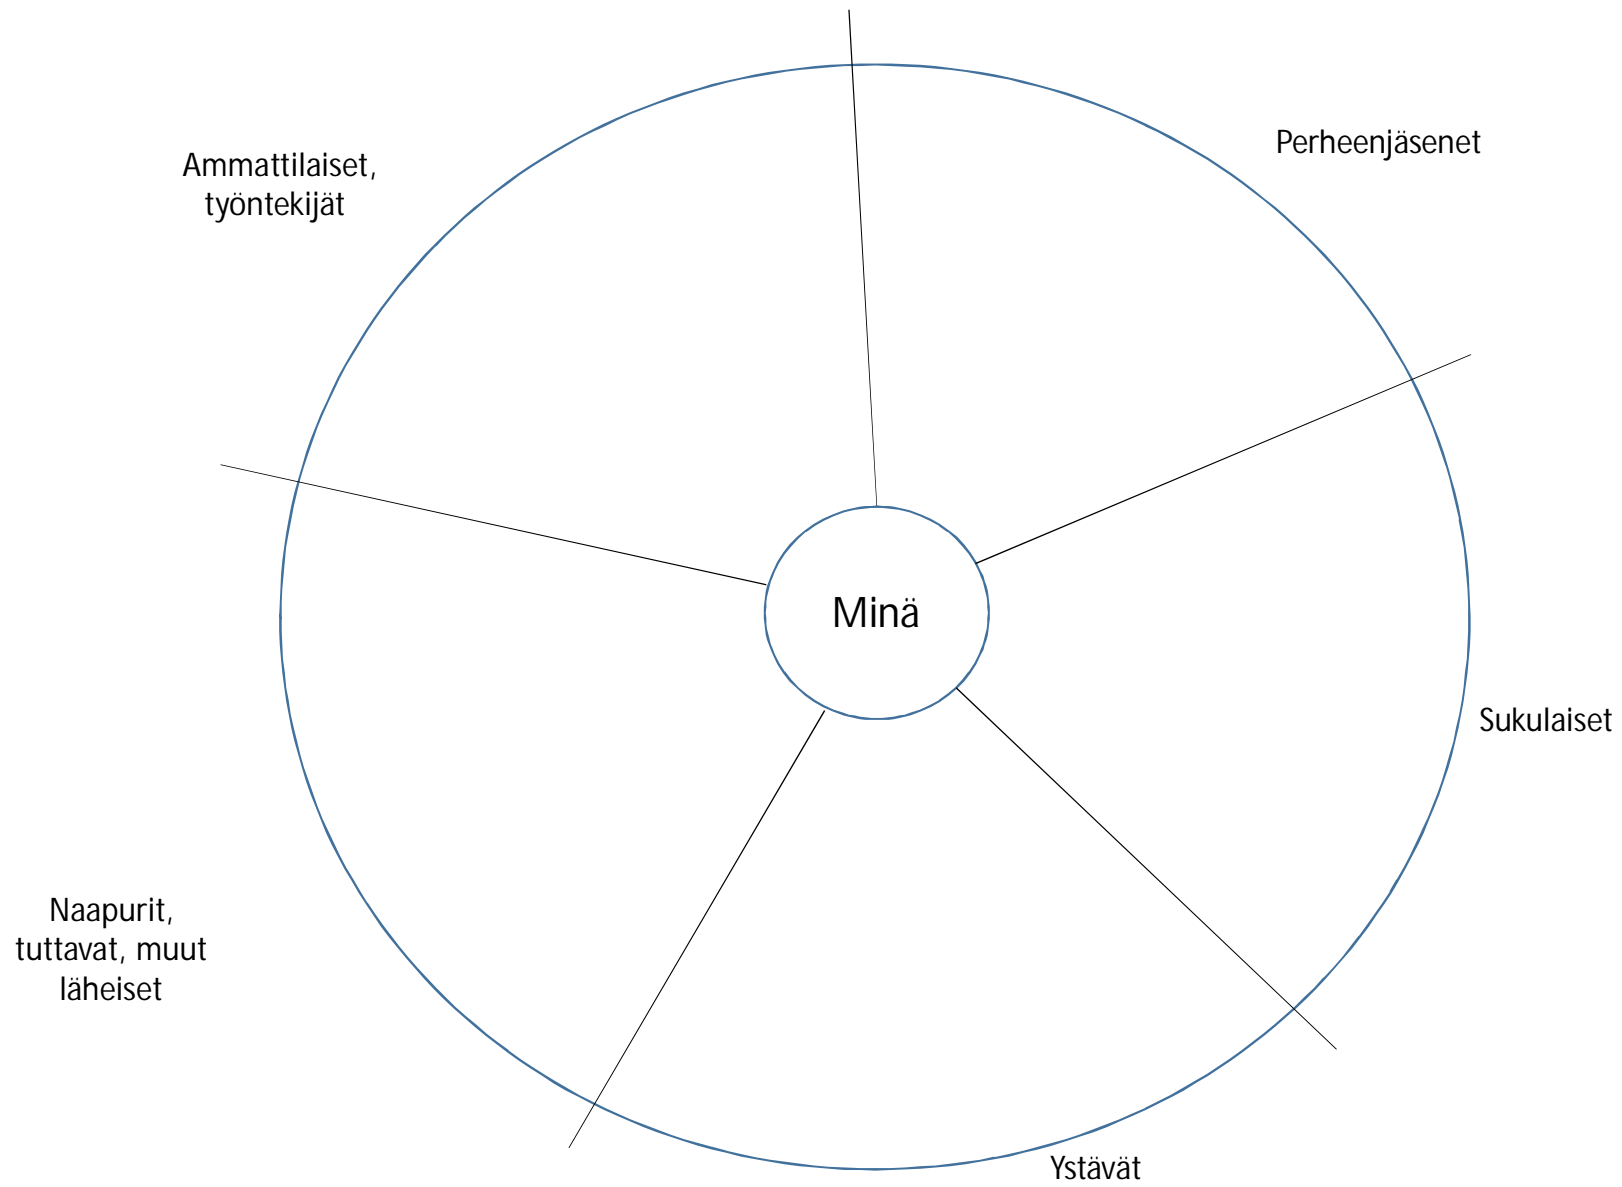 Ammattilaiset,
työntekijät
Perheenjäsenet
Minä
Sukulaiset
Naapurit,
tuttavat, muut
läheiset
Ystävät